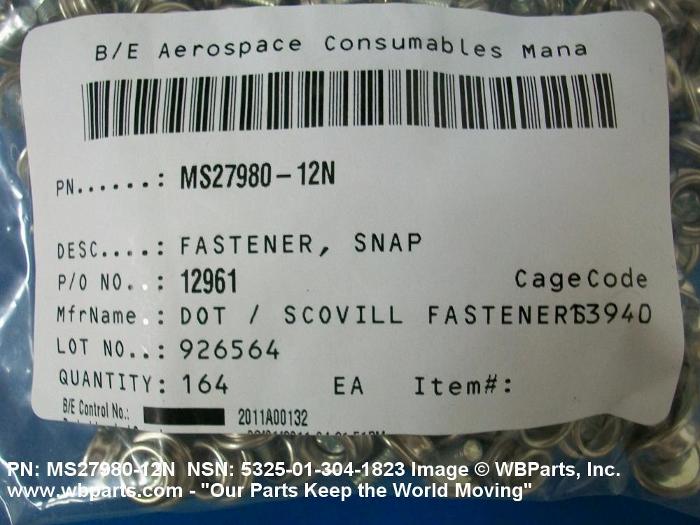 B/E Aerospace Consumables Mana
PN......: MS27980-12N
DESC....: FASTENER, SNAP
P/O NO..: 12961 CageCode
MfrName.: DOT / SCOVILL FASTENERS 63940
LOT NO..: 926564
QUANTITY: 164 EA Item#:
B/E Control No.: 2011A00132
PN: MS27980-12N NSN: 5325-01-304-1823 Image © WBParts, Inc.
www.wbparts.com - "Our Parts Keep the World Moving"